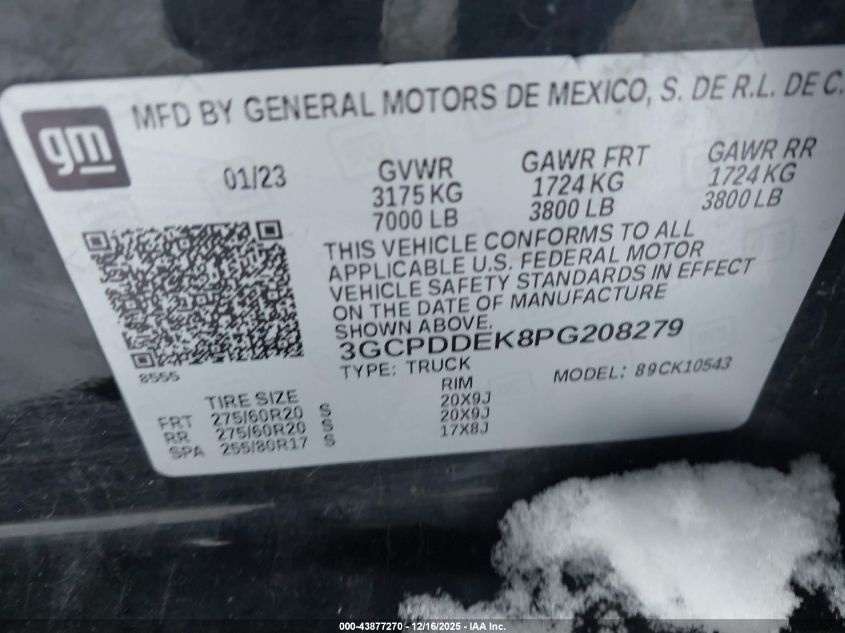 MFD BY GENERAL MOTORS DE MEXICO, S. DE R.L. DE C.
gm
01/23
GVWR GAWR FRT GAWR RR
3175 KG 1724 KG 1724 KG
7000 LB 3800 LB 3800 LB
THIS VEHICLE CONFORMS TO ALL
APPLICABLE U.S. FEDERAL MOTOR
VEHICLE SAFETY STANDARDS IN EFFECT
ON THE DATE OF MANUFACTURE
SHOWN ABOVE.
3GCPDDEK8PG208279
8555
TYPE: TRUCK MODEL: 89CK10543
TIRE SIZE RIM
FRT 275/60R20 S 20X9J
RR 275/60R20 S 20X9J
SPA 255/80R17 S 17X8J
000-43877270 - 12/16/2025 - IAA Inc.